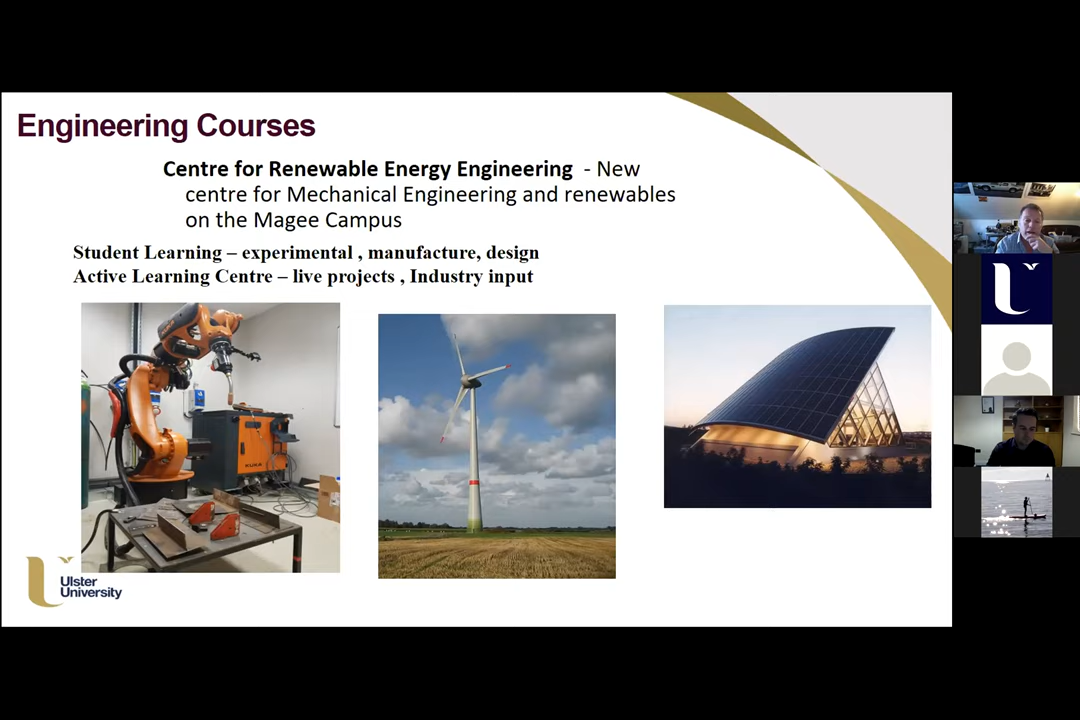 Engineering Courses
Centre for Renewable Energy Engineering - New
centre for Mechanical Engineering and renewables
on the Magee Campus
Student Learning – experimental , manufacture, design
Active Learning Centre – live projects , Industry input
KUKA
Ulster
University